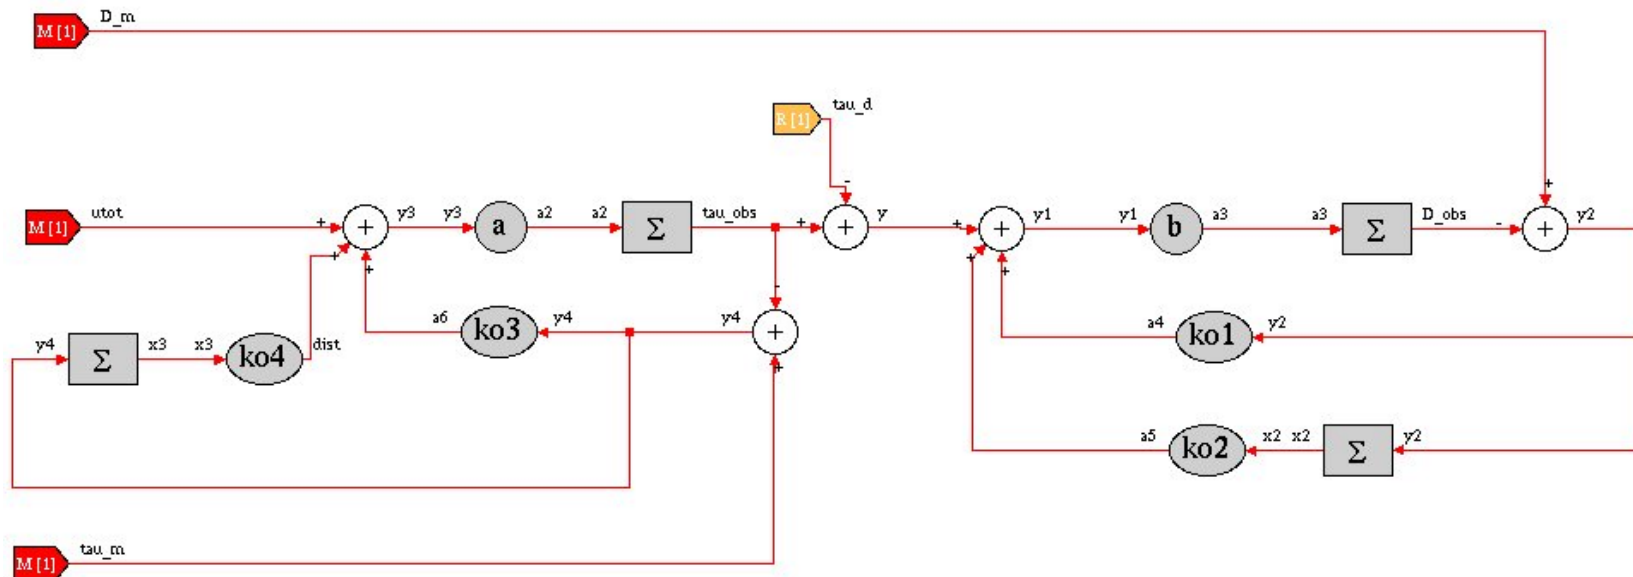 M [1] D_m
R [1] tau_d
M [1] utot + y3 y3 a a2 a2 Σ tau_obs + - + y + + y1 y1 b a3 a3 Σ D_obs - + + y2
+ + - + +
y4 Σ x3 x3 ko4 dist a6 ko3 y4 y4 + + a4 ko1 y2
a5 ko2 x2 x2 Σ y2
M [1] tau_m